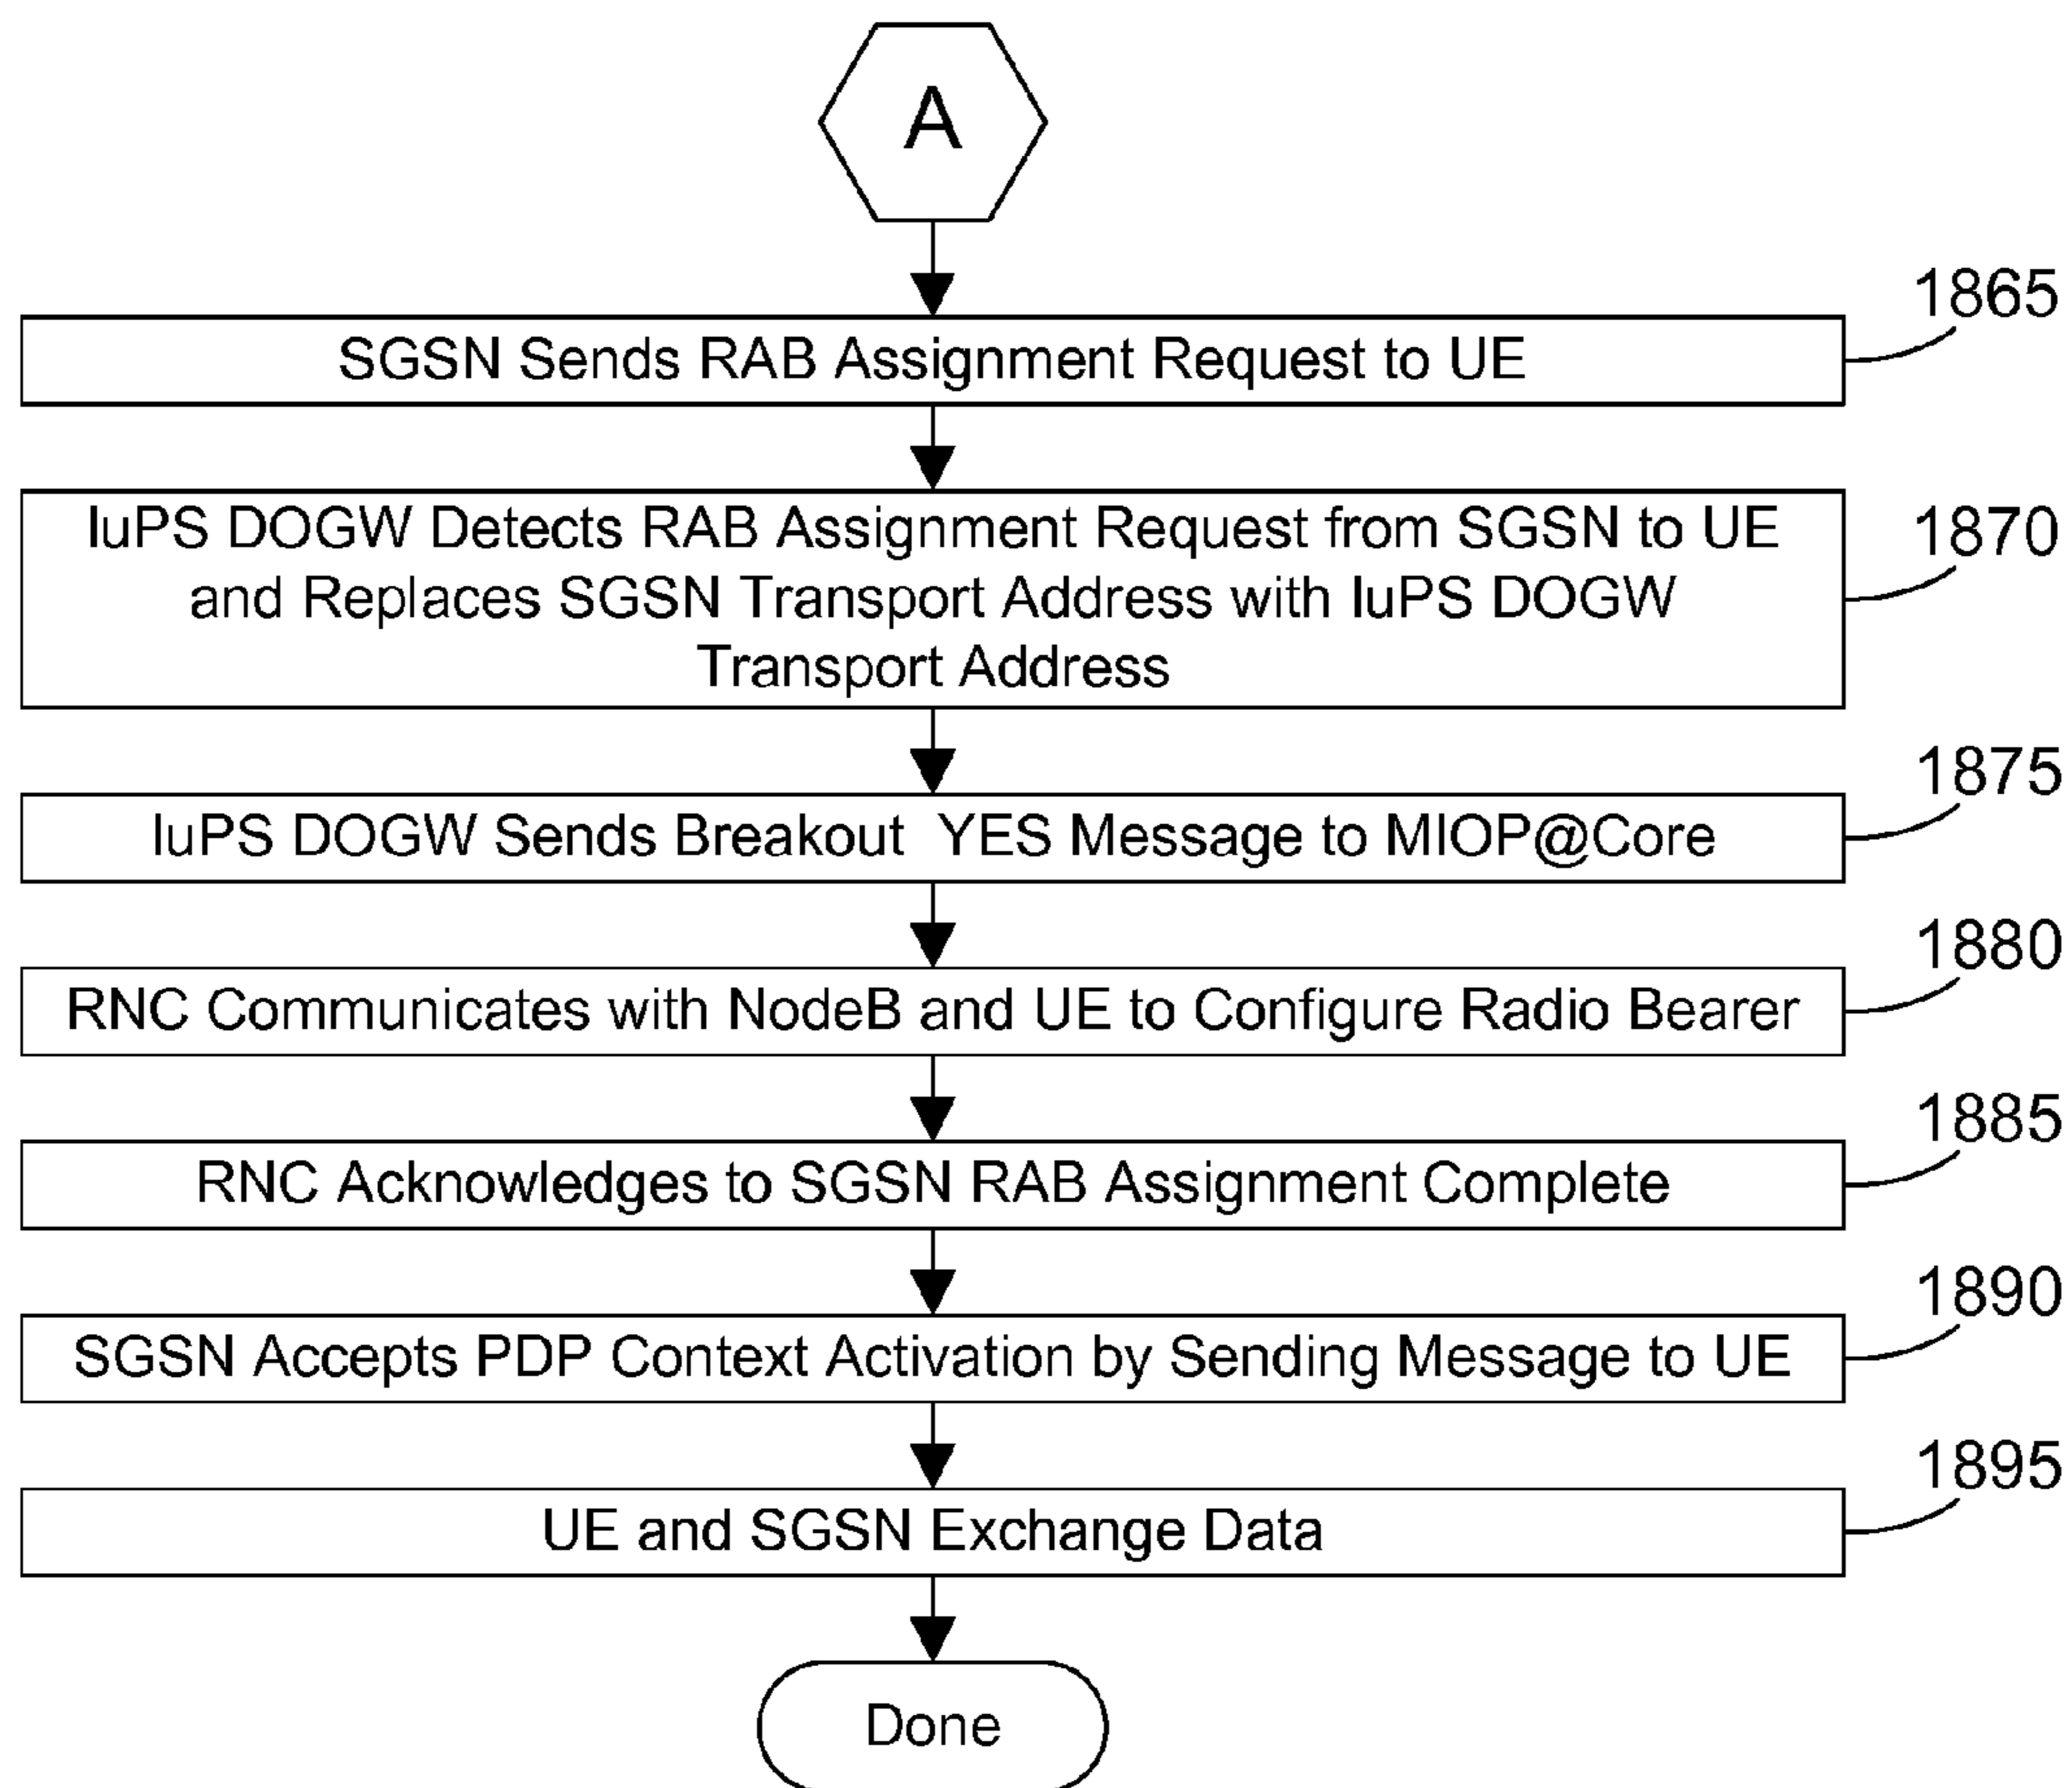 A
1865
SGSN Sends RAB Assignment Request to UE
IuPS DOGW Detects RAB Assignment Request from SGSN to UE
and Replaces SGSN Transport Address with IuPS DOGW
Transport Address
1870
1875
IuPS DOGW Sends Breakout YES Message to MIOP@Core
1880
RNC Communicates with NodeB and UE to Configure Radio Bearer
1885
RNC Acknowledges to SGSN RAB Assignment Complete
1890
SGSN Accepts PDP Context Activation by Sending Message to UE
1895
UE and SGSN Exchange Data
Done